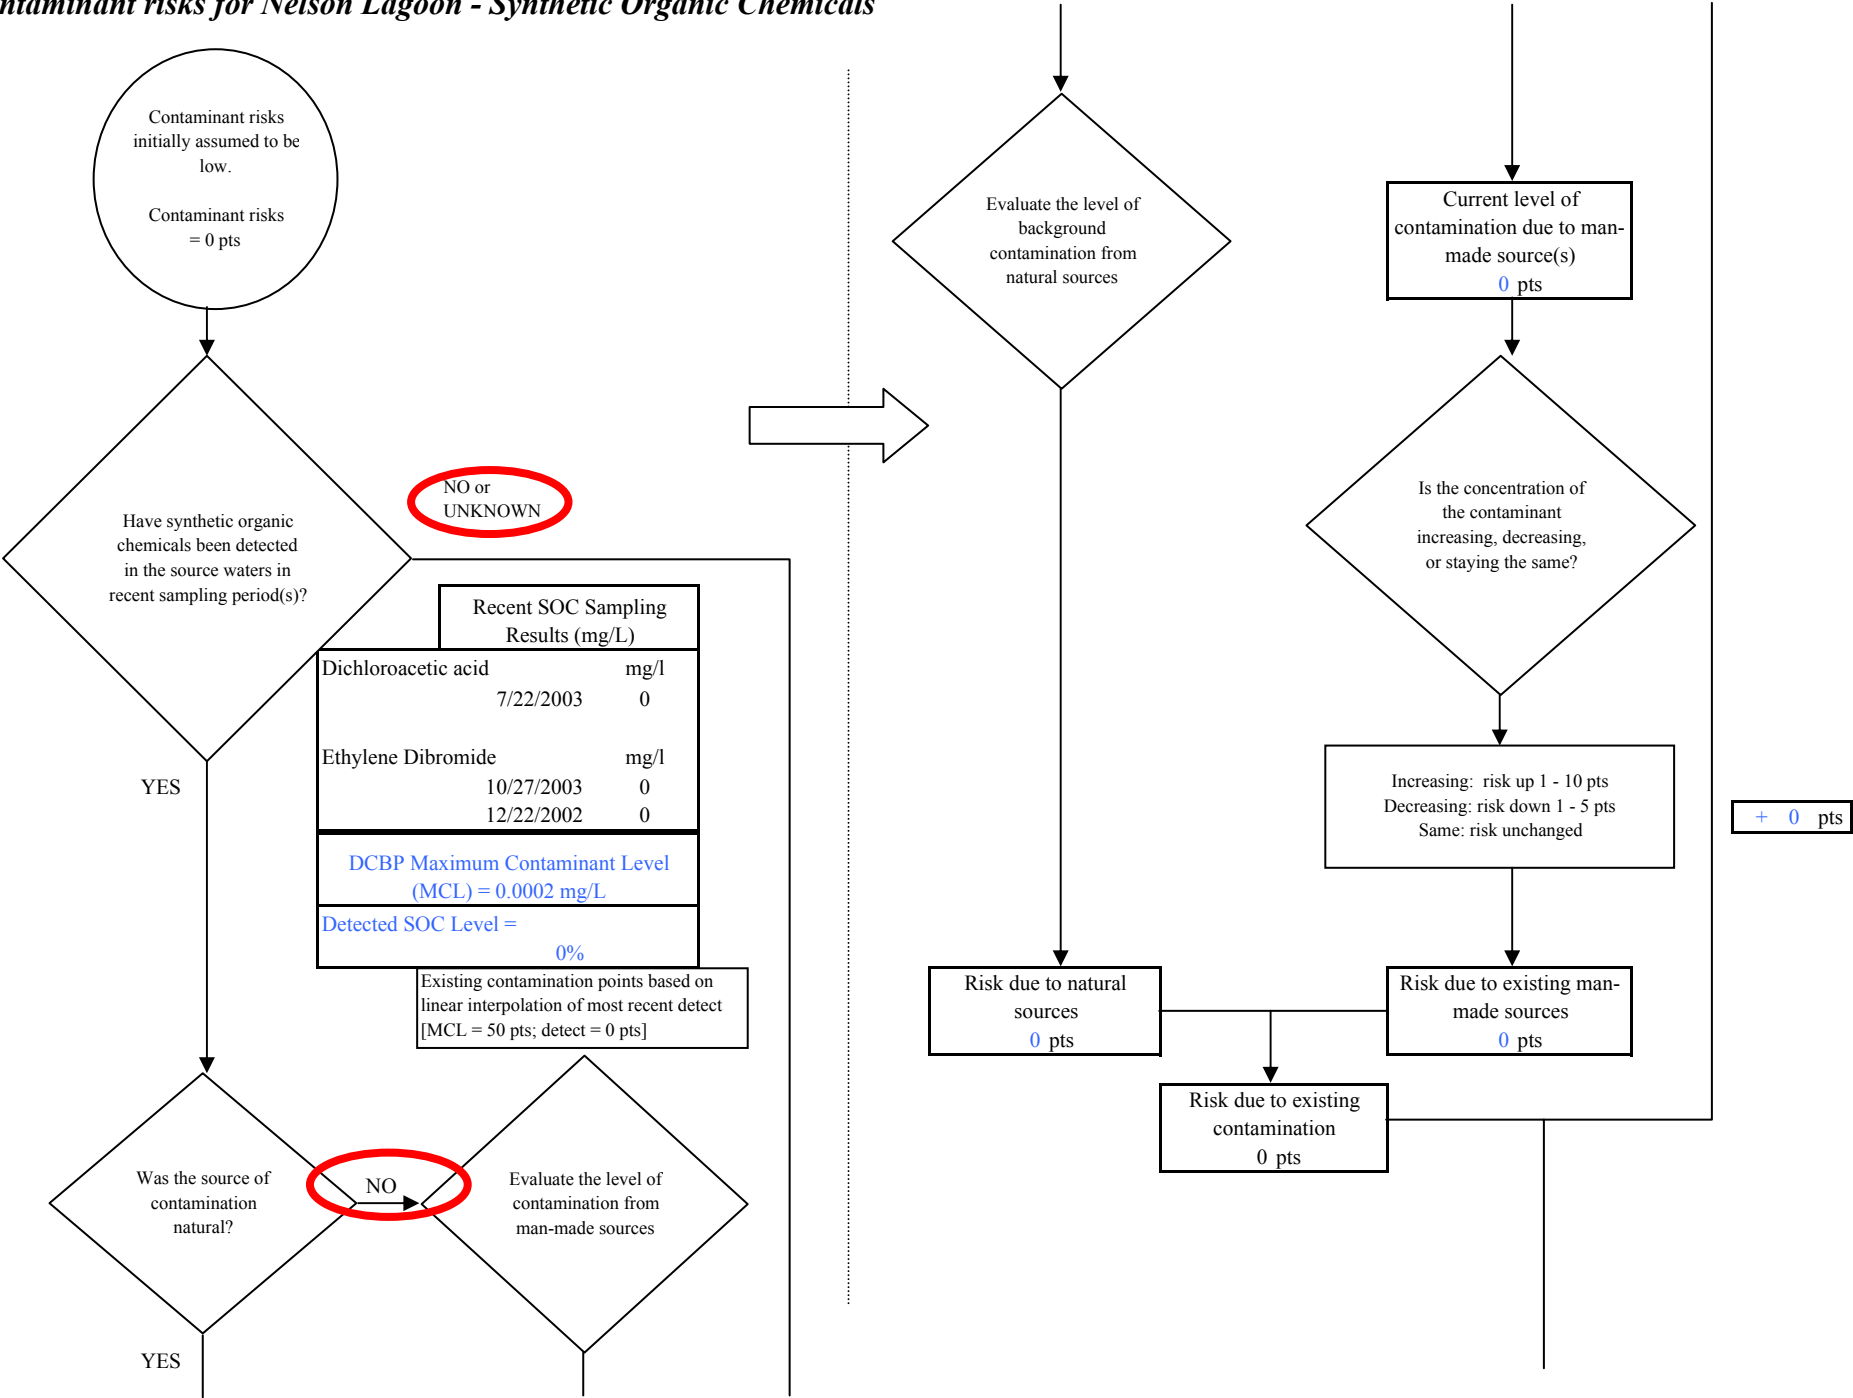 ntaminant risks for Nelson Lagoon - Synthetic Organic Chemicals
Contaminant risks
initially assumed to be
low.
Contaminant risks
= 0 pts
NO or
UNKNOWN
Have synthetic organic
chemicals been detected
in the source waters in
recent sampling period(s)?
Recent SOC Sampling
Results (mg/L)
Dichloroacetic acid mg/l
7/22/2003 0
Ethylene Dibromide mg/l
10/27/2003 0
12/22/2002 0
DCBP Maximum Contaminant Level
(MCL) = 0.0002 mg/L
Detected SOC Level =
0%
Existing contamination points based on
linear interpolation of most recent detect
[MCL = 50 pts; detect = 0 pts]
YES
Was the source of
contamination
natural?
NO
Evaluate the level of
contamination from
man-made sources
YES
Evaluate the level of
background
contamination from
natural sources
Current level of
contamination due to man-
made source(s)
0 pts
Is the concentration of
the contaminant
increasing, decreasing,
or staying the same?
Increasing: risk up 1 - 10 pts
Decreasing: risk down 1 - 5 pts
Same: risk unchanged
+ 0 pts
Risk due to natural
sources
0 pts
Risk due to existing man-
made sources
0 pts
Risk due to existing
contamination
0 pts